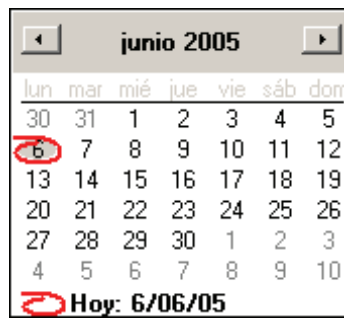 junio 2005
lun mar mié jue vie sáb dom
30 31 1 2 3 4 5
6 7 8 9 10 11 12
13 14 15 16 17 18 19
20 21 22 23 24 25 26
27 28 29 30 1 2 3
4 5 6 7 8 9 10
Hoy: 6/06/05